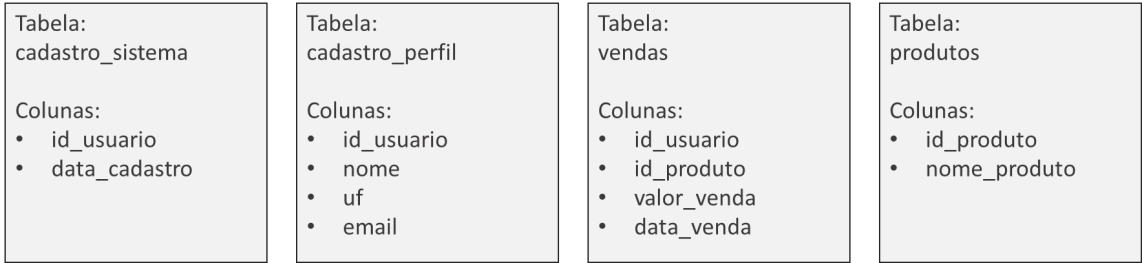 Tabela:
cadastro_sistema
Colunas:
• id_usuario
• data_cadastro
Tabela:
cadastro_perfil
Colunas:
• id_usuario
• nome
• uf
• email
Tabela:
vendas
Colunas:
• id_usuario
• id_produto
• valor_venda
• data_venda
Tabela:
produtos
Colunas:
• id_produto
• nome_produto